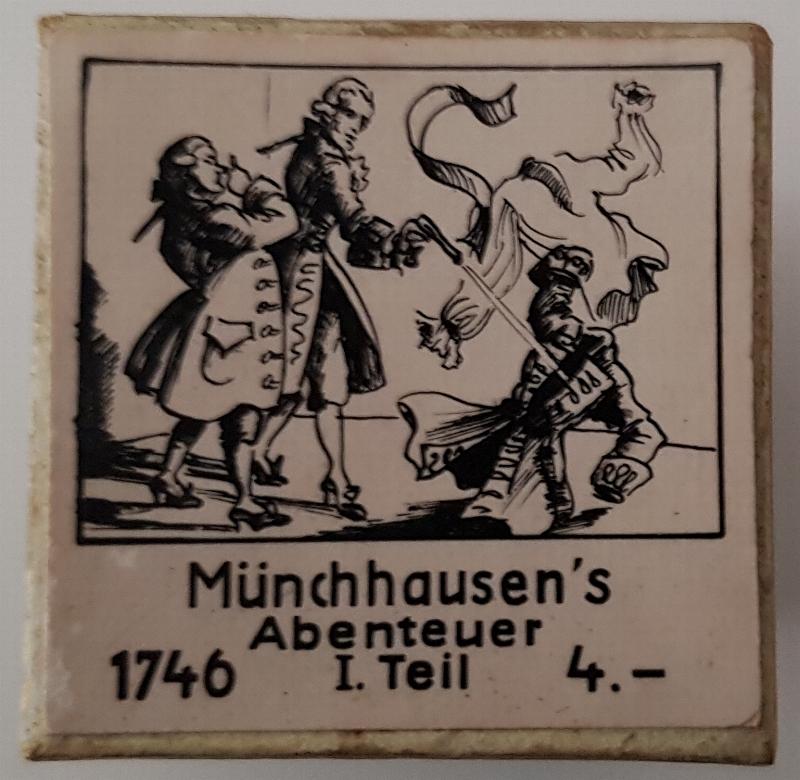 Münchhausen's
Abenteuer
1746 I. Teil 4.-